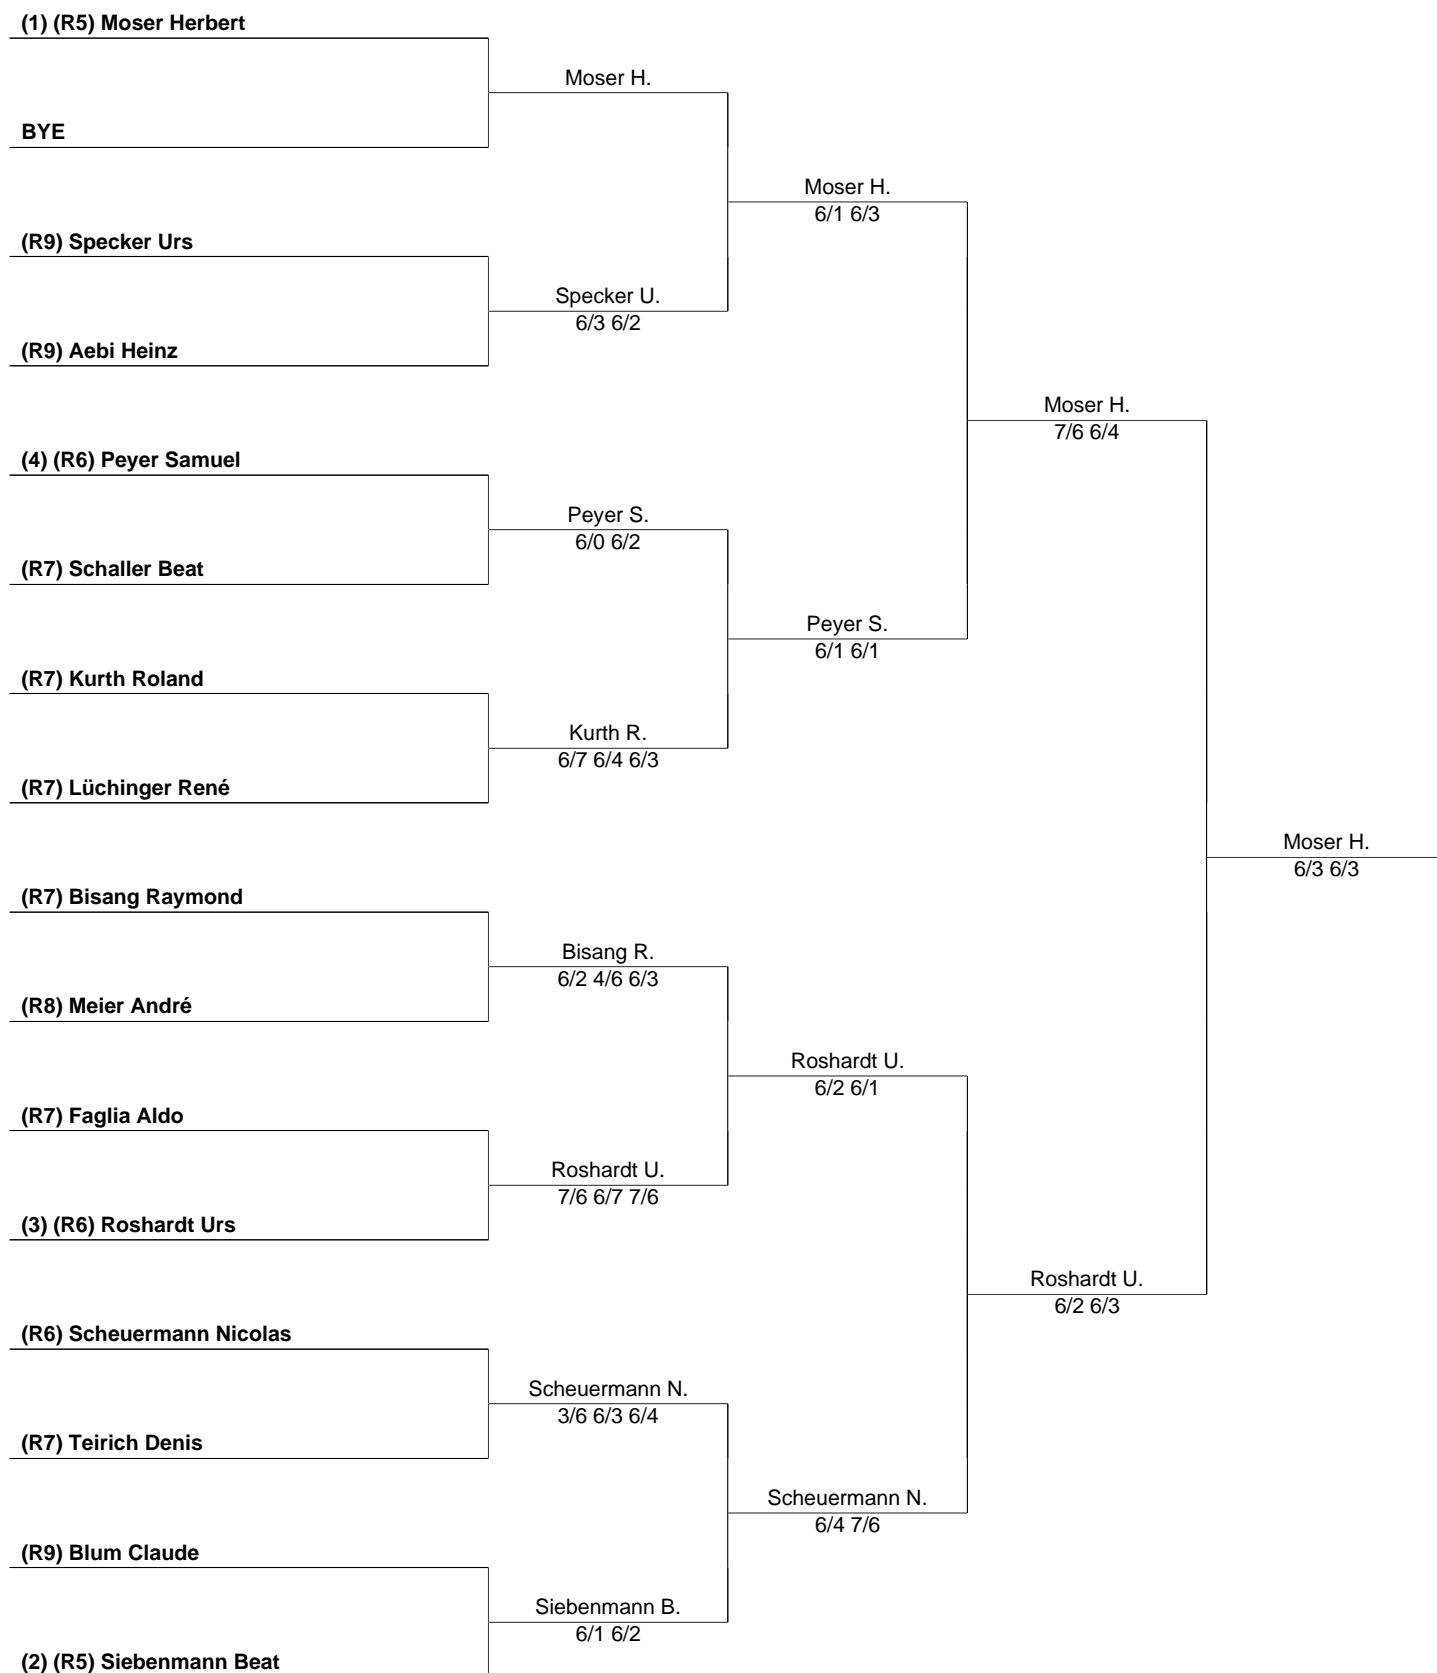 (1) (R5) Moser Herbert
Moser H.
BYE
Moser H.
6/1 6/3
(R9) Specker Urs
Specker U.
6/3 6/2
(R9) Aebi Heinz
Moser H.
7/6 6/4
(4) (R6) Peyer Samuel
Peyer S.
6/0 6/2
(R7) Schaller Beat
Peyer S.
6/1 6/1
(R7) Kurth Roland
Kurth R.
6/7 6/4 6/3
(R7) Lüchinger René
Moser H.
6/3 6/3
(R7) Bisang Raymond
Bisang R.
6/2 4/6 6/3
(R8) Meier André
Roshardt U.
6/2 6/1
(R7) Faglia Aldo
Roshardt U.
7/6 6/7 7/6
(3) (R6) Roshardt Urs
Roshardt U.
6/2 6/3
(R6) Scheuermann Nicolas
Scheuermann N.
3/6 6/3 6/4
(R7) Teirich Denis
Scheuermann N.
6/4 7/6
(R9) Blum Claude
Siebenmann B.
6/1 6/2
(2) (R5) Siebenmann Beat